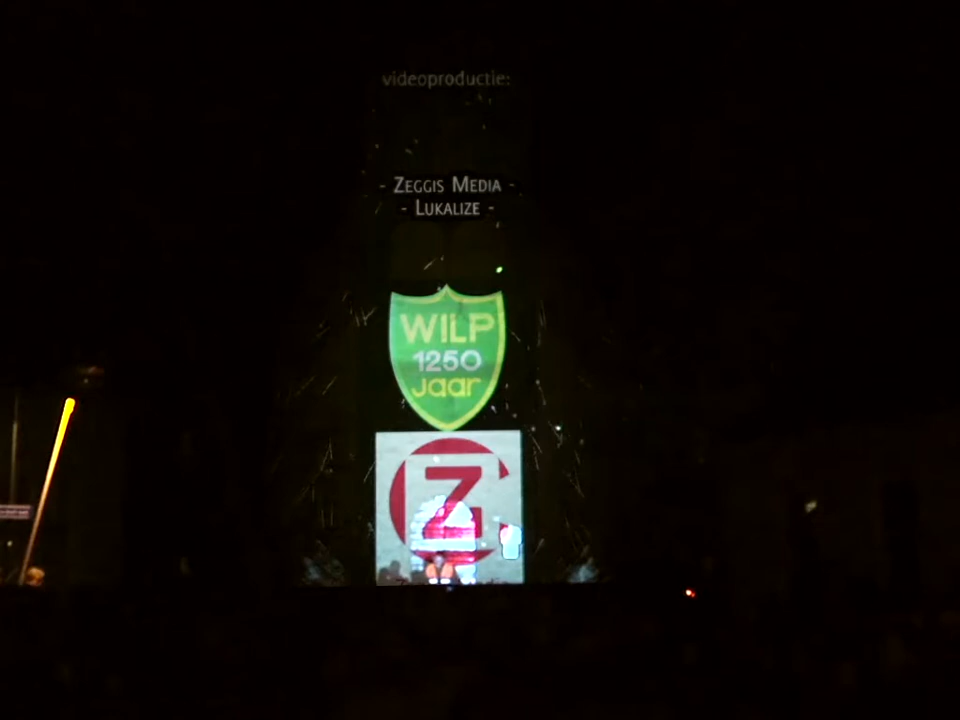 videoproductie:
- Zeggis Media -
- Lukalize -
WILP
1250
jaar
Z